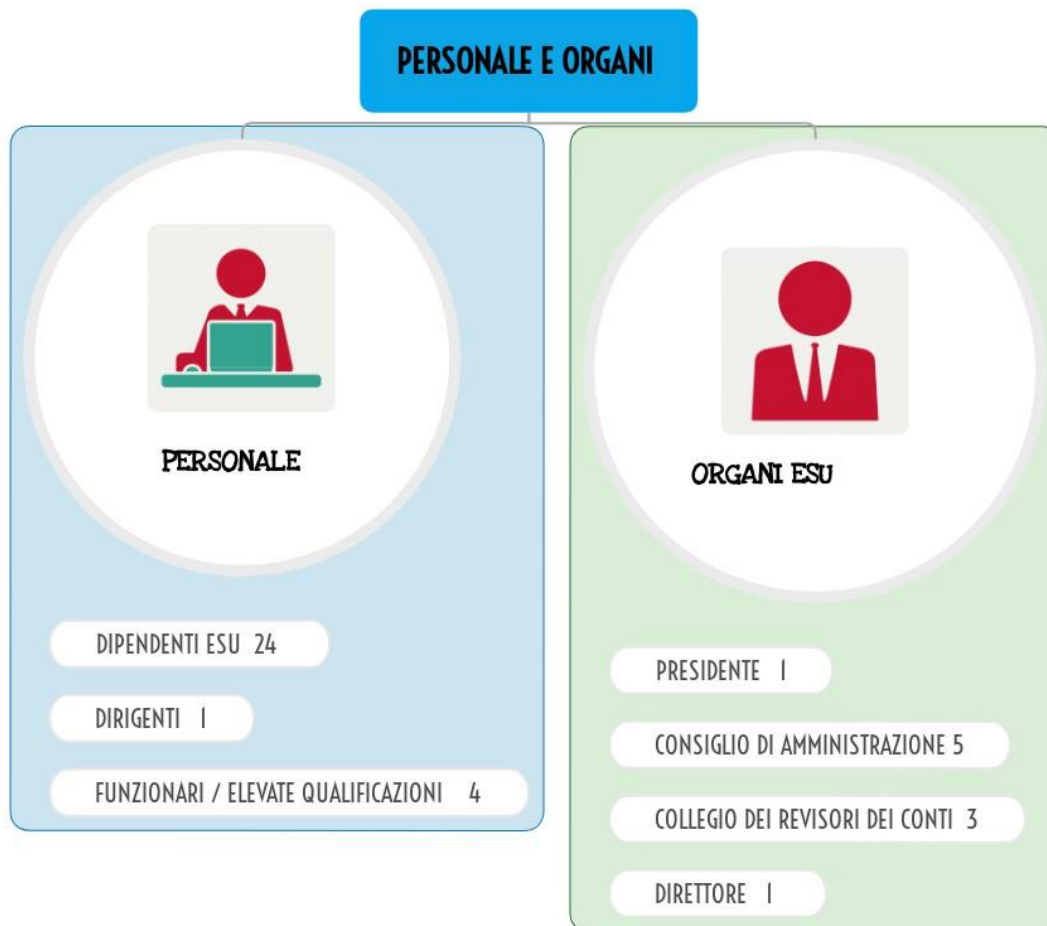 PERSONALE E ORGANI
PERSONALE
DIPENDENTI ESU 24
DIRIGENTI 1
FUNZIONARI / ELEVATE QUALIFICAZIONI 4
ORGANI ESU
PRESIDENTE 1
CONSIGLIO DI AMMINISTRAZIONE 5
COLLEGIO DEI REVISORI DEI CONTI 3
DIRETTORE 1